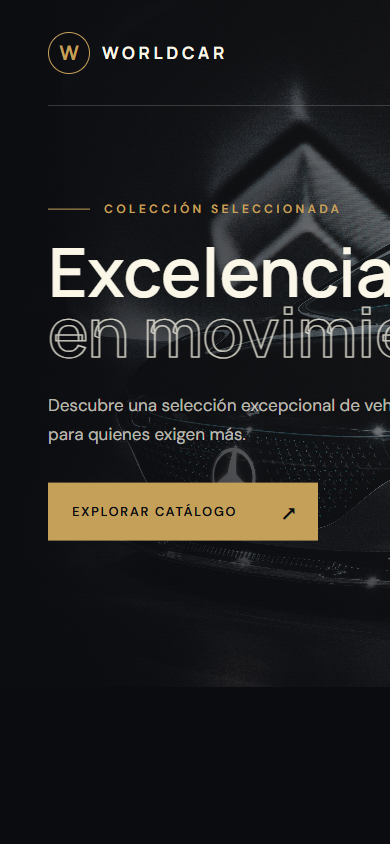 W WORLDCAR
COLECCIÓN SELECCIONADA
Excelencia
en movimie
Descubre una selección excepcional de veh
para quienes exigen más.
EXPLORAR CATÁLOGO ↗